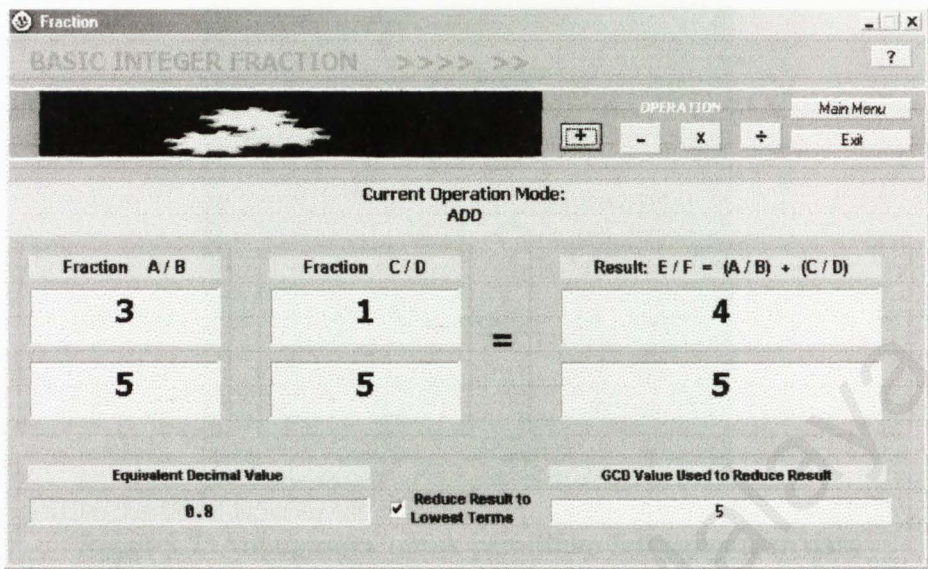 Fraction
BASIC INTEGER FRACTION >>>> >>
?
OPERATION
Main Menu
+ - x ÷
Exit
Current Operation Mode:
ADD
Fraction A / B
Fraction C / D
Result: E / F = (A / B) + (C / D)
3
1
4
=
5
5
5
Equivalent Decimal Value
GCD Value Used to Reduce Result
0.8
Reduce Result to
Lowest Terms
5